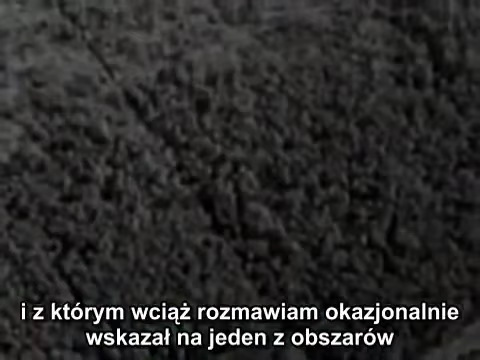 i z którym wciąż rozmawiam okazjonalnie
wskazał na jeden z obszarów